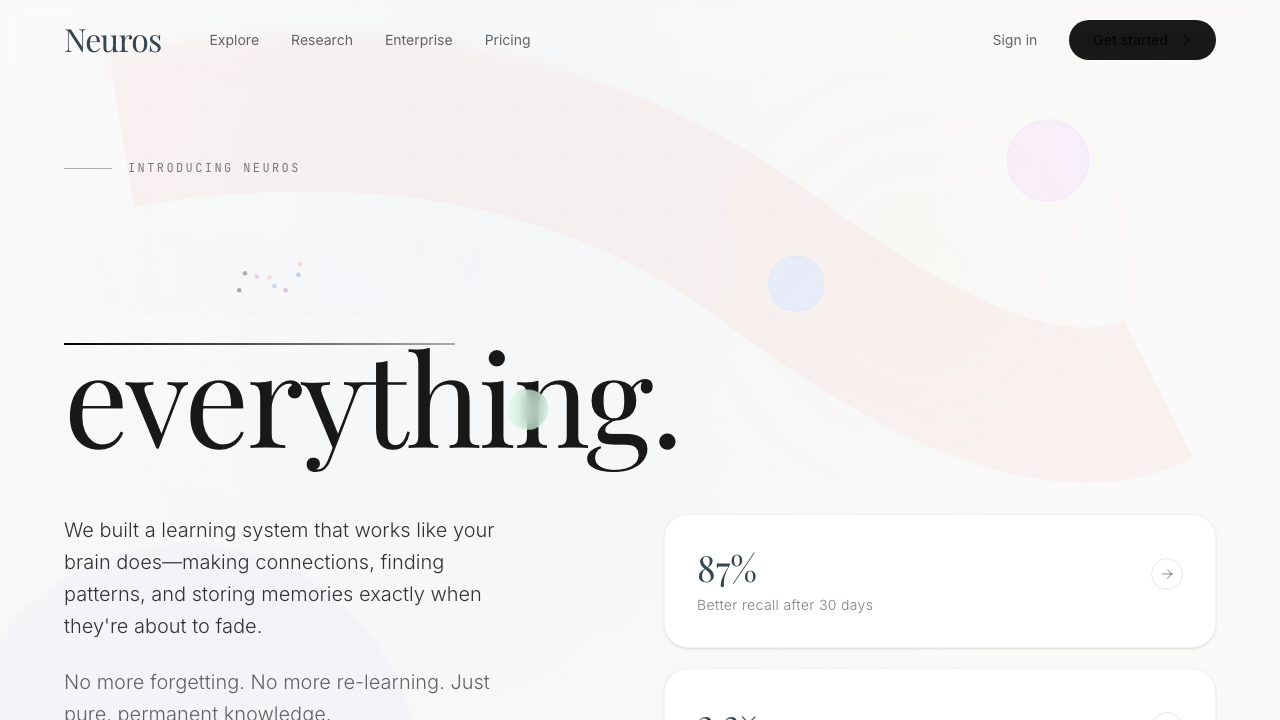 Neuros
Explore
Research
Enterprise
Pricing
Sign in
Get started
INTRODUCING NEUROS
everything.
We built a learning system that works like your
brain does—making connections, finding
patterns, and storing memories exactly when
they're about to fade.
No more forgetting. No more re-learning. Just
pure, permanent knowledge.
87%
Better recall after 30 days